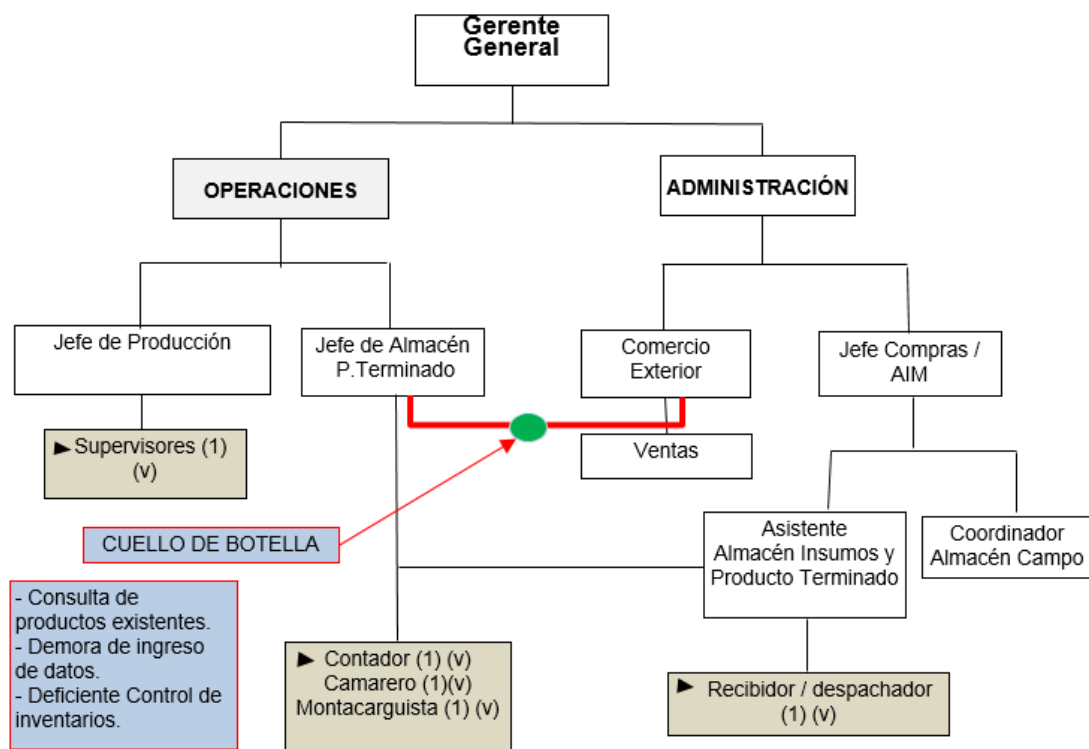 Gerente
General
OPERACIONES
ADMINISTRACIÓN
Jefe de Producción
Jefe de Almacén
P.Terminado
Comercio
Exterior
Jefe Compras /
AIM
► Supervisores (1)
(v)
Ventas
CUELLO DE BOTELLA
Asistente
Almacén Insumos y
Producto Terminado
Coordinador
Almacén Campo
- Consulta de
productos existentes.
- Demora de ingreso
de datos.
- Deficiente Control de
inventarios.
► Contador (1) (v)
Camarero (1)(v)
Montacarguista (1) (v)
► Recibidor / despachador
(1) (v)